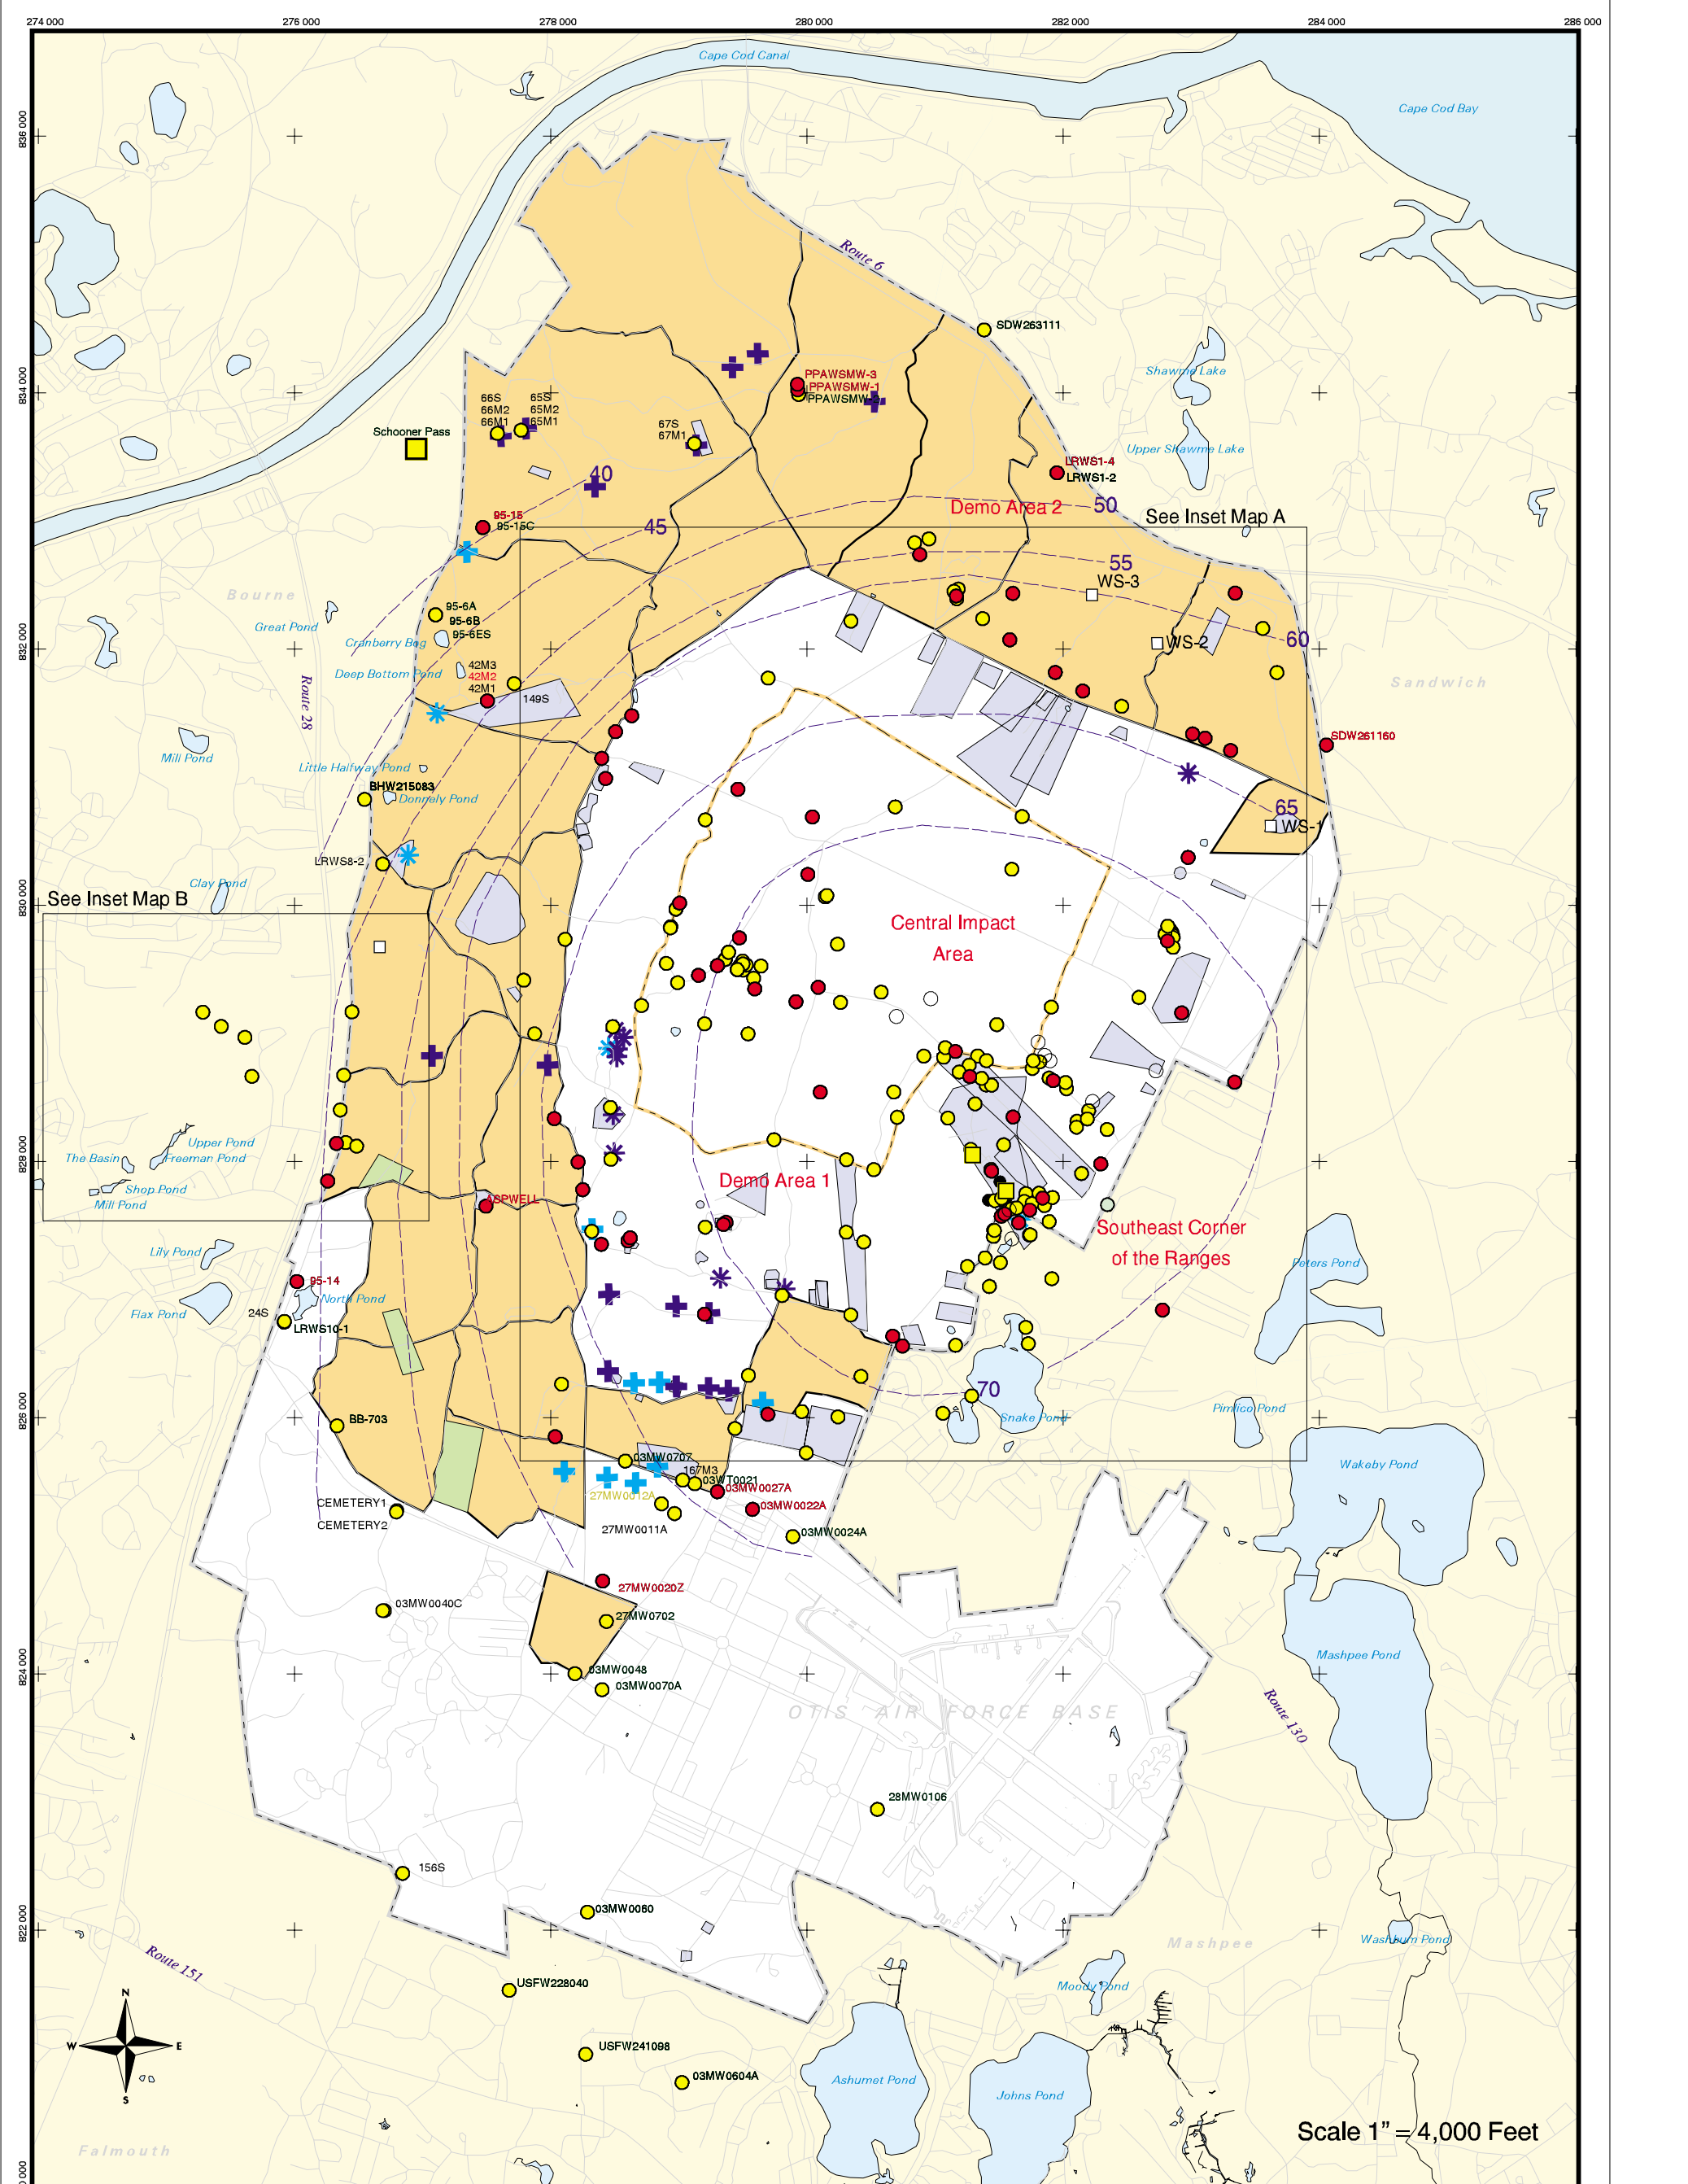 274 000
276 000
278 000
280 000
282 000
284 000
286 000
Cape Cod Canal
Cape Cod Bay
836 000
Route 6
SDW263111
Shawme Lake
834 000
PPAWSMW-3
PPAWSMW-1
66S
66M2
66M1
65S
65M2
65M1
67S
67M1
Schooner Pass
Upper Shawme Lake
LRWS1-4
LRWS1-2
40
Demo Area 2
50
See Inset Map A
95-15
95-15C
45
55
WS-3
Bourne
95-6A
95-6B
95-6ES
Great Pond
Cranberry Bog
832 000
WS-2
60
42M3
42M2
42M1
Deep Bottom Pond
149S
Sandwich
Route 28
SDW261160
Mill Pond
Little Halfway Pond
BHW215083
Donnely Pond
65
WS-1
LRWS8-2
Clay Pond
See Inset Map B
830 000
Central Impact
Area
828 000
The Basin
Upper Pond
Freeman Pond
Shop Pond
Mill Pond
Demo Area 1
ASPWELL
Southeast Corner
of the Ranges
Lily Pond
Peters Pond
95-14
North Pond
Flax Pond
24S
LRWS10-1
70
Snake Pond
Pimlico Pond
826 000
BB-703
03MW0707
167M3
03WT0021
03MW0027A
Wakeby Pond
27MW0012A
CEMETERY1
CEMETERY2
03MW0022A
27MW0011A
03MW0024A
27MW0020Z
03MW0040C
27MW0702
824 000
03MW0048
03MW0070A
Mashpee Pond
OTIS AIR FORCE BASE
Route 130
28MW0106
156S
822 000
03MW0060
Mashpee
Washburn Pond
Route 151
USFW228040
Moody Pond
N
W
E
S
USFW241098
03MW0604A
Ashumet Pond
Johns Pond
Scale 1" = 4,000 Feet
Falmouth